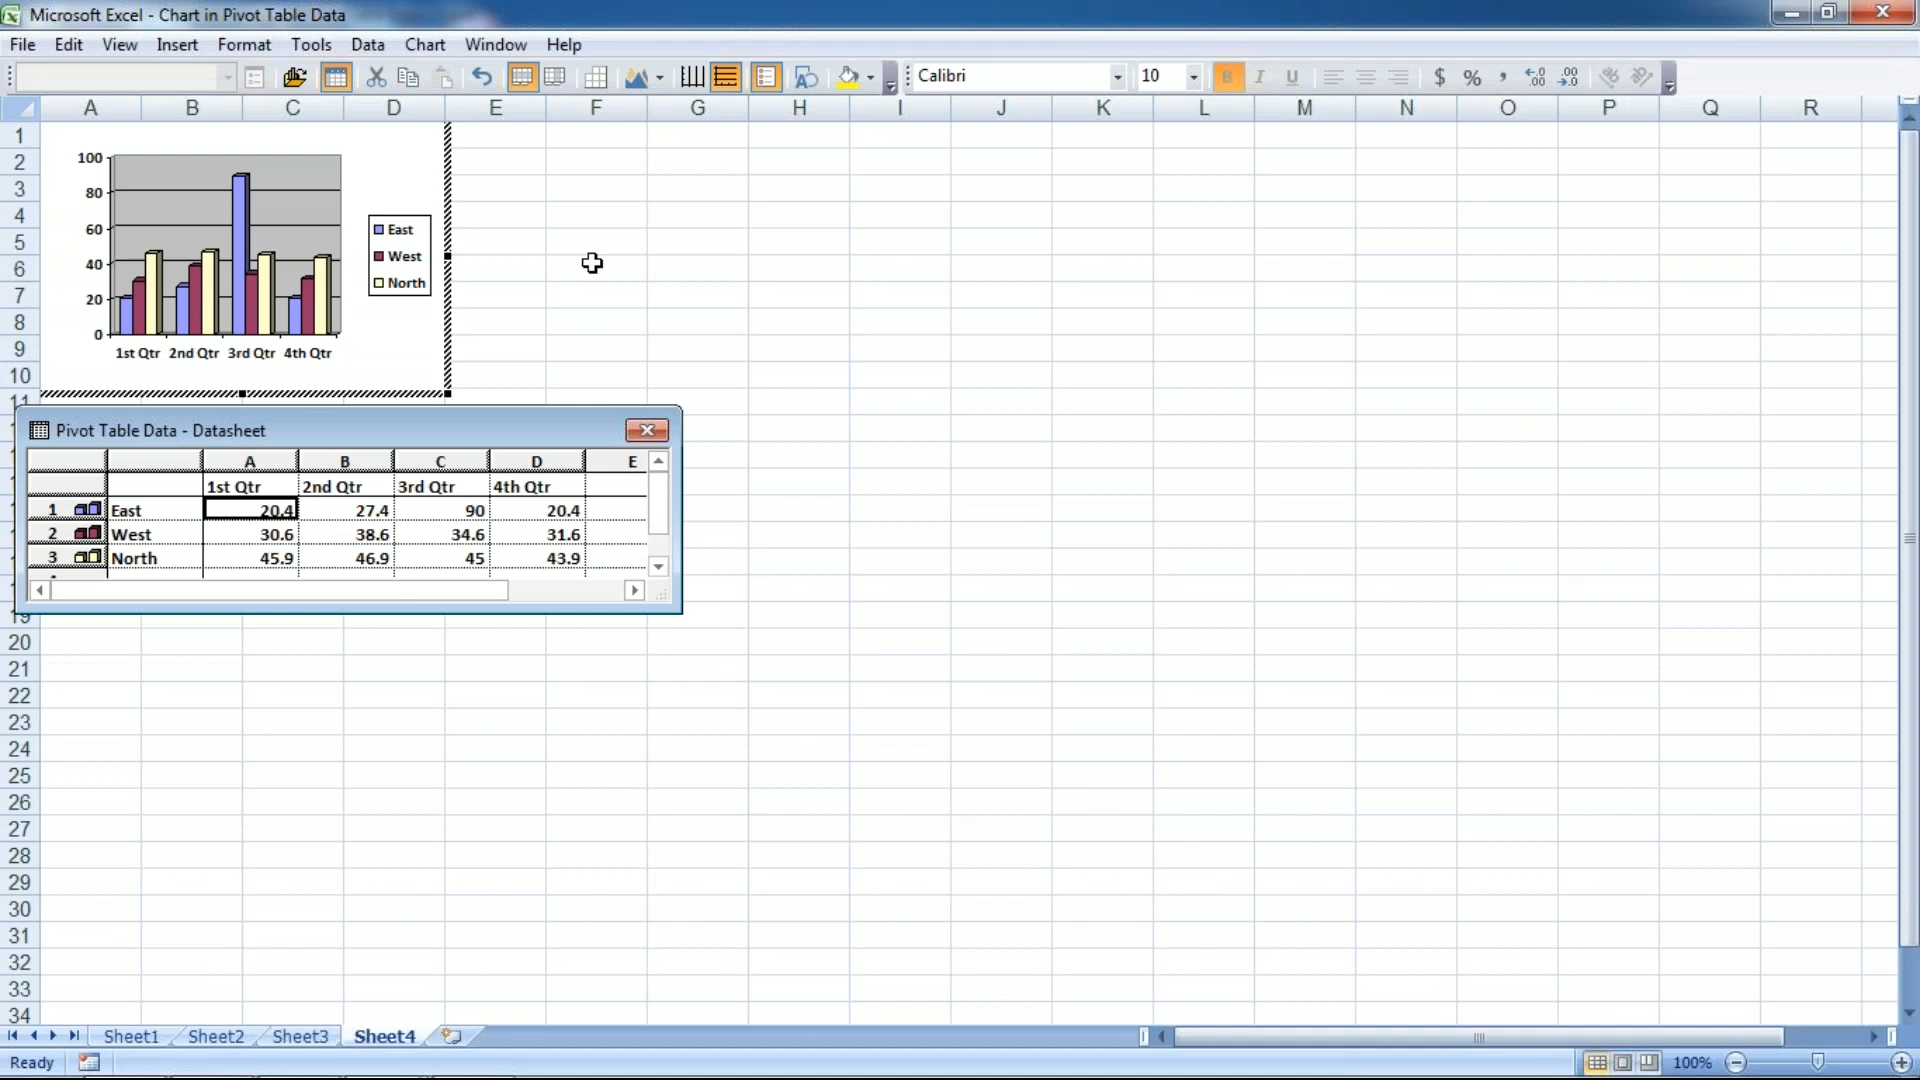 Microsoft Excel - Chart in Pivot Table Data
File Edit View Insert Format Tools Data Chart Window Help
Calibri 10 B I U $ % ,
A B C D E F G H I J K L M N O P Q R
1
2
3
4
5
6
7
8
9
10
11
100
80
60
40
20
0
1st Qtr 2nd Qtr 3rd Qtr 4th Qtr
East
West
North
Pivot Table Data - Datasheet
A B C D E
1st Qtr 2nd Qtr 3rd Qtr 4th Qtr
1 East 20.4 27.4 90 20.4
2 West 30.6 38.6 34.6 31.6
3 North 45.9 46.9 45 43.9
19
20
21
22
23
24
25
26
27
28
29
30
31
32
33
34
Sheet1 Sheet2 Sheet3 Sheet4
Ready 100%